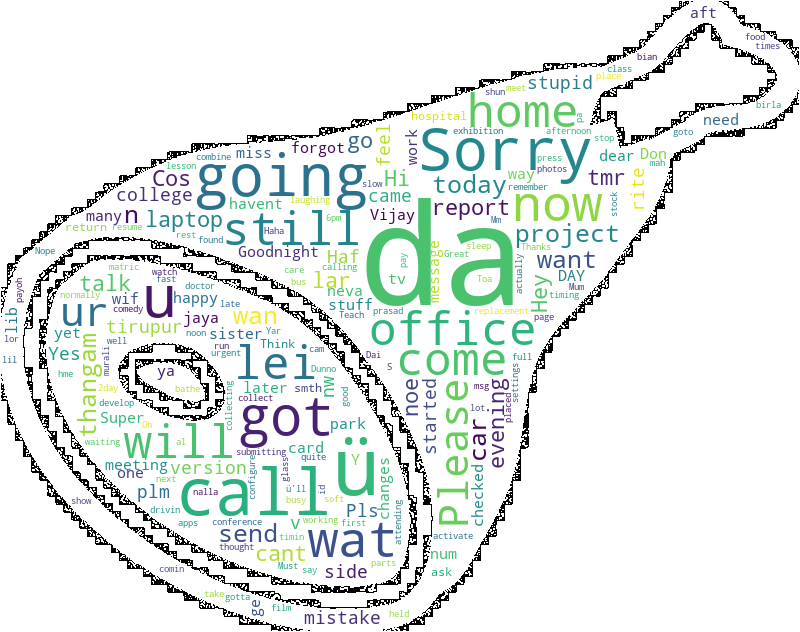 aft
food
times
bian
class
place
shun
meet
stupid
birla
home
pa
need
hospital
exhibition
afternoon
stop
goto
forgot
go
feel
work
Sorry
press
dear
Don
mah
lesson
combine
miss
photos
Cos
going
slow
Hi
way
today
remember
tmr
rite
stock
college
havent
laughing
came
many
n
laptop
still
6pm
Vijay
report
Mm
now
return
resume
Haha
da
project
Nope
rest
found
Goodnight
Haf
message
OGreat
sleep
Thanks
actually
want
payoh
matric
watch
care
calling
pay
talk
fast
doctor
bus
lar
tv
Toa
Hey
DAY
Mum
normally
wif
happy
late
neva
stuff
timing
lib
ur
u
comedy
jaya
wan
Teach
prasad
office
replacement
page
lor
yet
tirupur
noon
sister
Yar
lil
Yes
murali
well
run
urgent
Think
cam
Dai
come
full
settings
hme
thangam
ya
lei
Dunno
S
2day
bathe
later
smth
nw
good
noe
started
Please
msg
placed
develop
collecting
collect
got
lot.
car
evening
Super
Oh
park
waiting
will
al
submitting
card
ü
Y
changes
checked
meeting
version
configure
glass
quite
one
next
call
ü'll
id
plm
nalla
busy
soft
show
drivin
Pls
attending
apps
conference
v
working
first
send
timin
wat
activate
thought
cant
num
comin
Must
say
side
parts
ask
take
gotta
ge
film
mistake
held